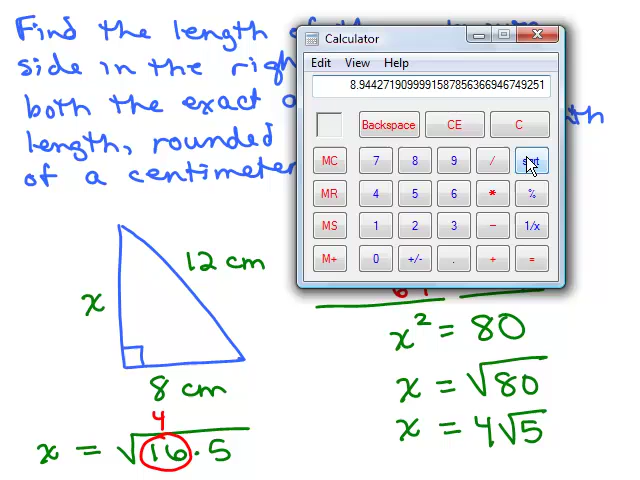 Find the length
side in the
both the exact
length, rounded
of a centimeter
Calculator
Edit View Help
8.9442719099991587856366946749251
Backspace CE C
MC 7 8 9 / sqrt
MR 4 5 6 * %
MS 1 2 3 - 1/x
M+ 0 +/- . + =
x
12 cm
8 cm
x² = 80
x = √80
x = 4√5
4
x = √16·5